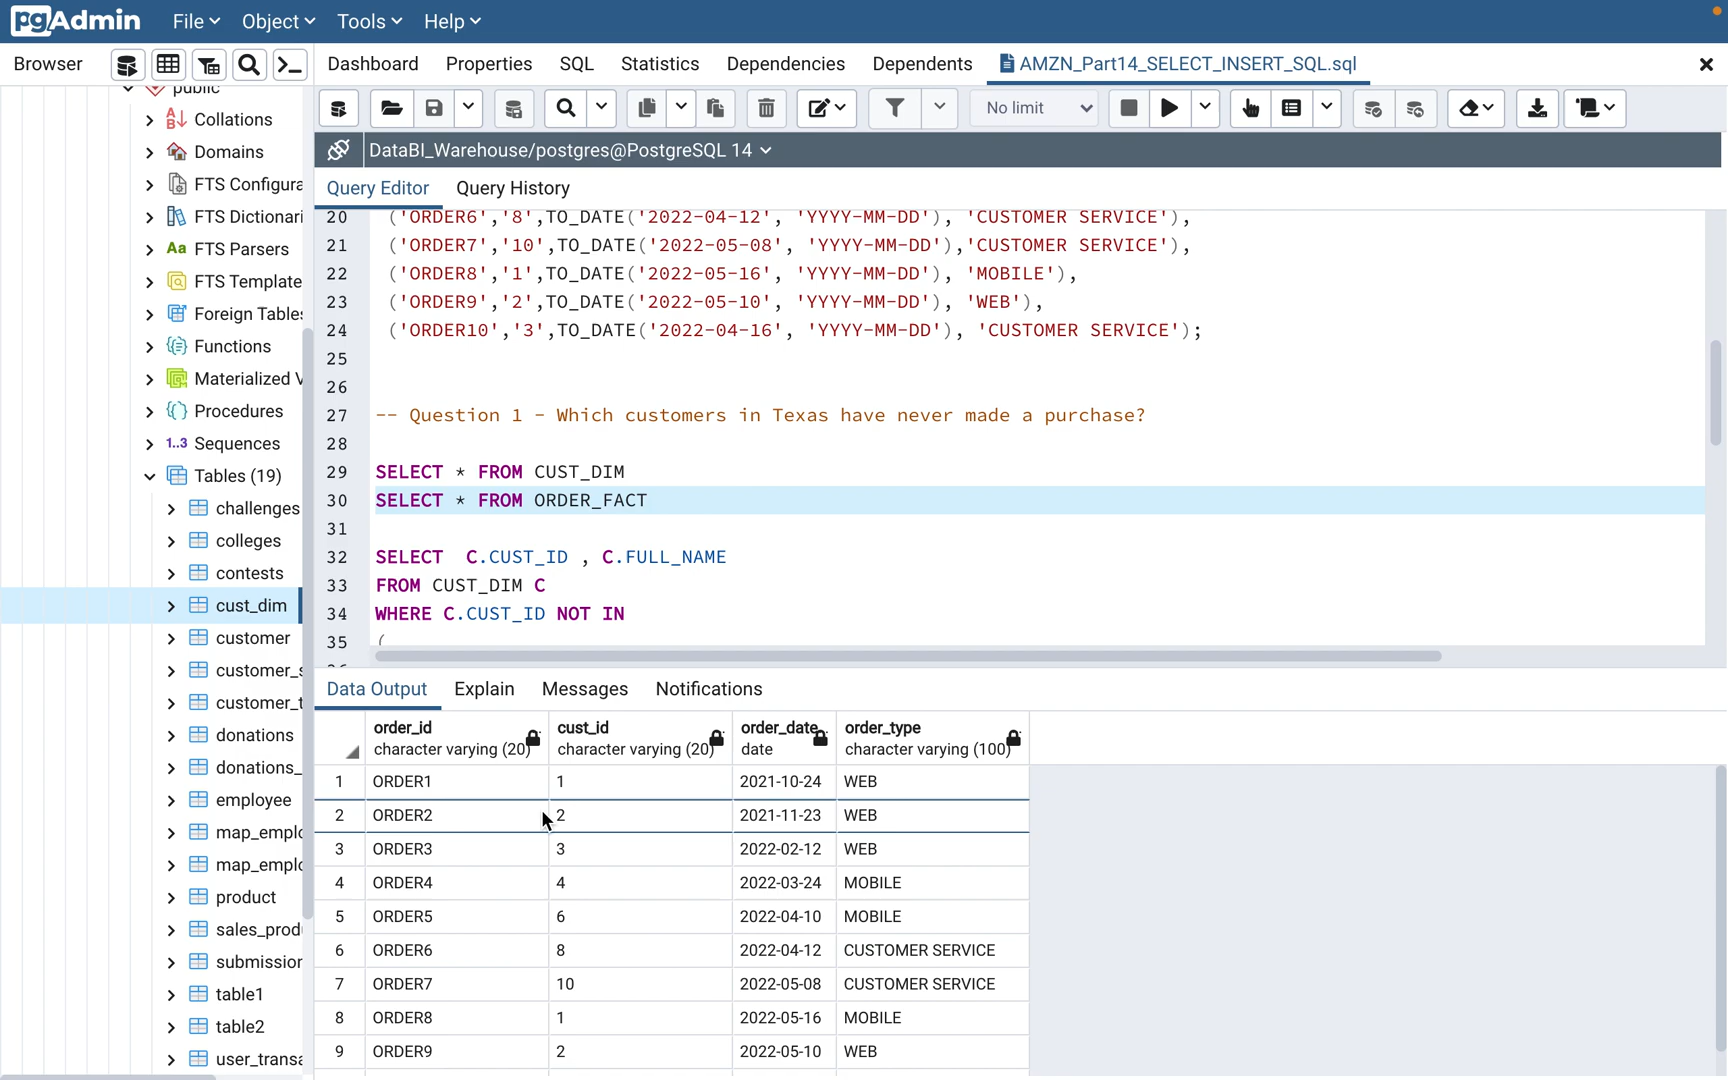 pgAdmin File Object Tools Help
Browser Dashboard Properties SQL Statistics Dependencies Dependents AMZN_Part14_SELECT_INSERT_SQL.sql
No limit
DataBI_Warehouse/postgres@PostgreSQL 14
Query Editor Query History
public
Collations
Domains
FTS Configura
FTS Dictionari
FTS Parsers
FTS Template
Foreign Table
Functions
Materialized V
Procedures
1..3 Sequences
Tables (19)
challenges
colleges
contests
cust_dim
customer
customer_s
customer_t
donations
donations_
employee
map_emplo
map_emplo
product
sales_produ
submission
table1
table2
user_transa
20 ('ORDER6','8',TO_DATE('2022-04-12', 'YYYY-MM-DD'), 'CUSTOMER SERVICE'),
21 ('ORDER7','10',TO_DATE('2022-05-08', 'YYYY-MM-DD'),'CUSTOMER SERVICE'),
22 ('ORDER8','1',TO_DATE('2022-05-16', 'YYYY-MM-DD'), 'MOBILE'),
23 ('ORDER9','2',TO_DATE('2022-05-10', 'YYYY-MM-DD'), 'WEB'),
24 ('ORDER10','3',TO_DATE('2022-04-16', 'YYYY-MM-DD'), 'CUSTOMER SERVICE');
25
26
27 -- Question 1 - Which customers in Texas have never made a purchase?
28
29 SELECT * FROM CUST_DIM
30 SELECT * FROM ORDER_FACT
31
32 SELECT C.CUST_ID , C.FULL_NAME
33 FROM CUST_DIM C
34 WHERE C.CUST_ID NOT IN
35 (
Data Output Explain Messages Notifications
order_id cust_id order_date order_type
character varying (20) character varying (20) date character varying (100)
1 ORDER1 1 2021-10-24 WEB
2 ORDER2 2 2021-11-23 WEB
3 ORDER3 3 2022-02-12 WEB
4 ORDER4 4 2022-03-24 MOBILE
5 ORDER5 6 2022-04-10 MOBILE
6 ORDER6 8 2022-04-12 CUSTOMER SERVICE
7 ORDER7 10 2022-05-08 CUSTOMER SERVICE
8 ORDER8 1 2022-05-16 MOBILE
9 ORDER9 2 2022-05-10 WEB